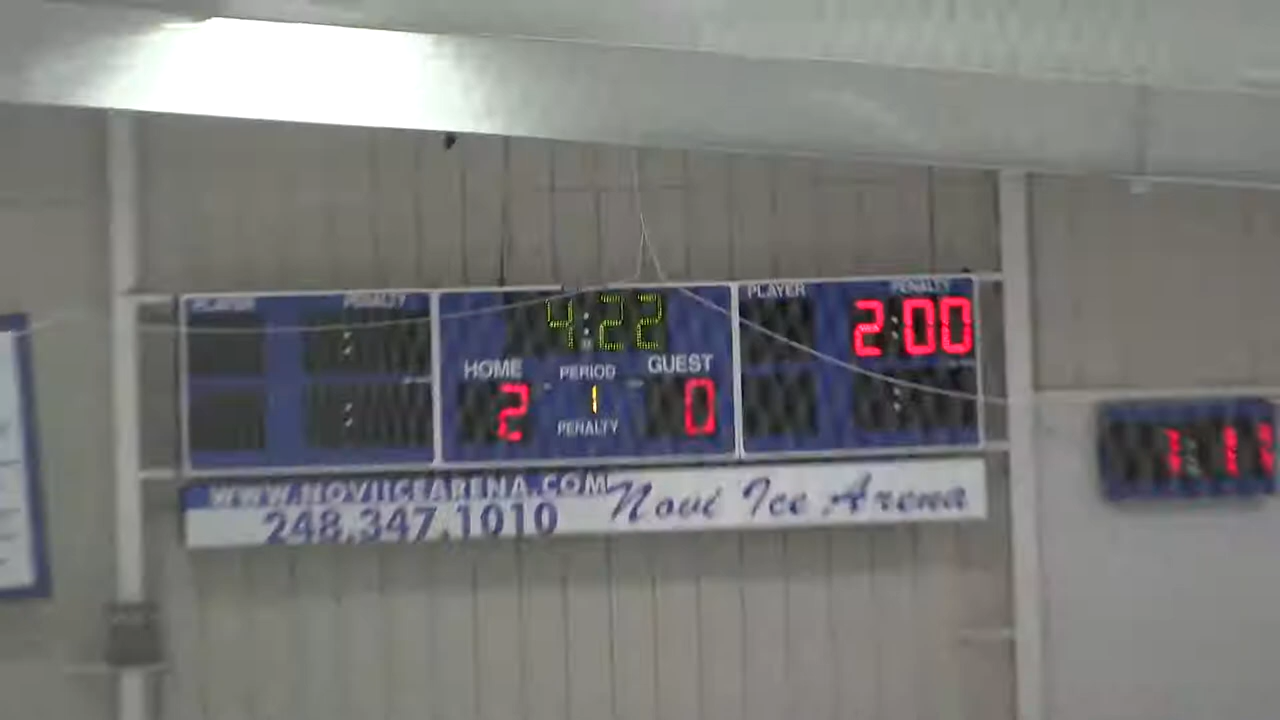 PLAYER PENALTY
4:22
PLAYER PENALTY
2:00
HOME PERIOD GUEST
2 1 0
PENALTY
WWW.NOVIICEARENA.COM
248.347.1010
Novi Ice Arena